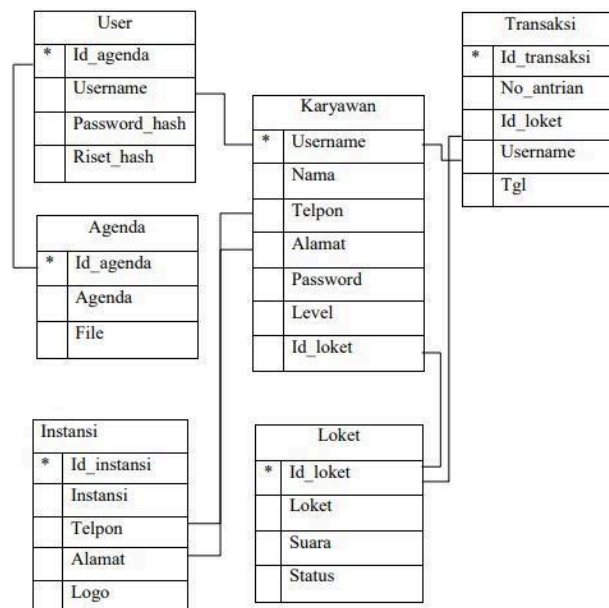 User
* Id_agenda
Username
Password_hash
Riset_hash
Agenda
* Id_agenda
Agenda
File
Instansi
* Id_instansi
Instansi
Telpon
Alamat
Logo
Karyawan
* Username
Nama
Telpon
Alamat
Password
Level
Id_loket
Loket
* Id_loket
Loket
Suara
Status
Transaksi
* Id_transaksi
No_antrian
Id_loket
Username
Tgl